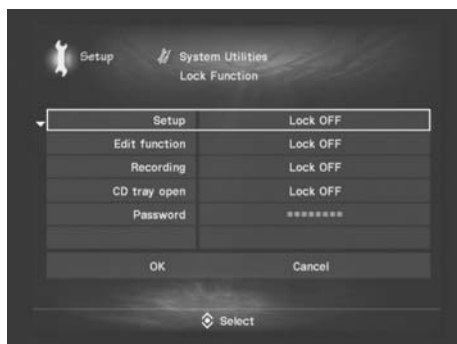 Setup System Utilities
Lock Function
Setup Lock OFF
Edit function Lock OFF
Recording Lock OFF
CD tray open Lock OFF
Password ********
OK Cancel
Select